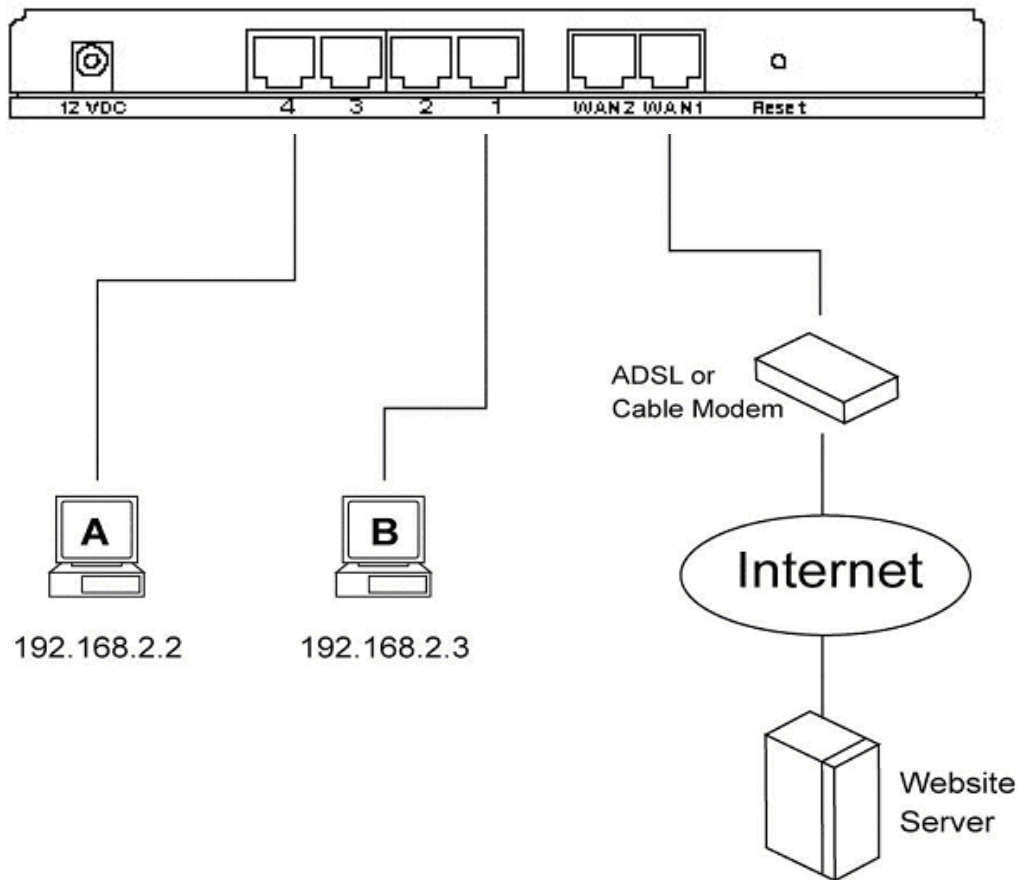 12 VDC 4 3 2 1 WAN2 WAN1 Reset
ADSL or
Cable Modem
A B
Internet
192.168.2.2 192.168.2.3
Website
Server